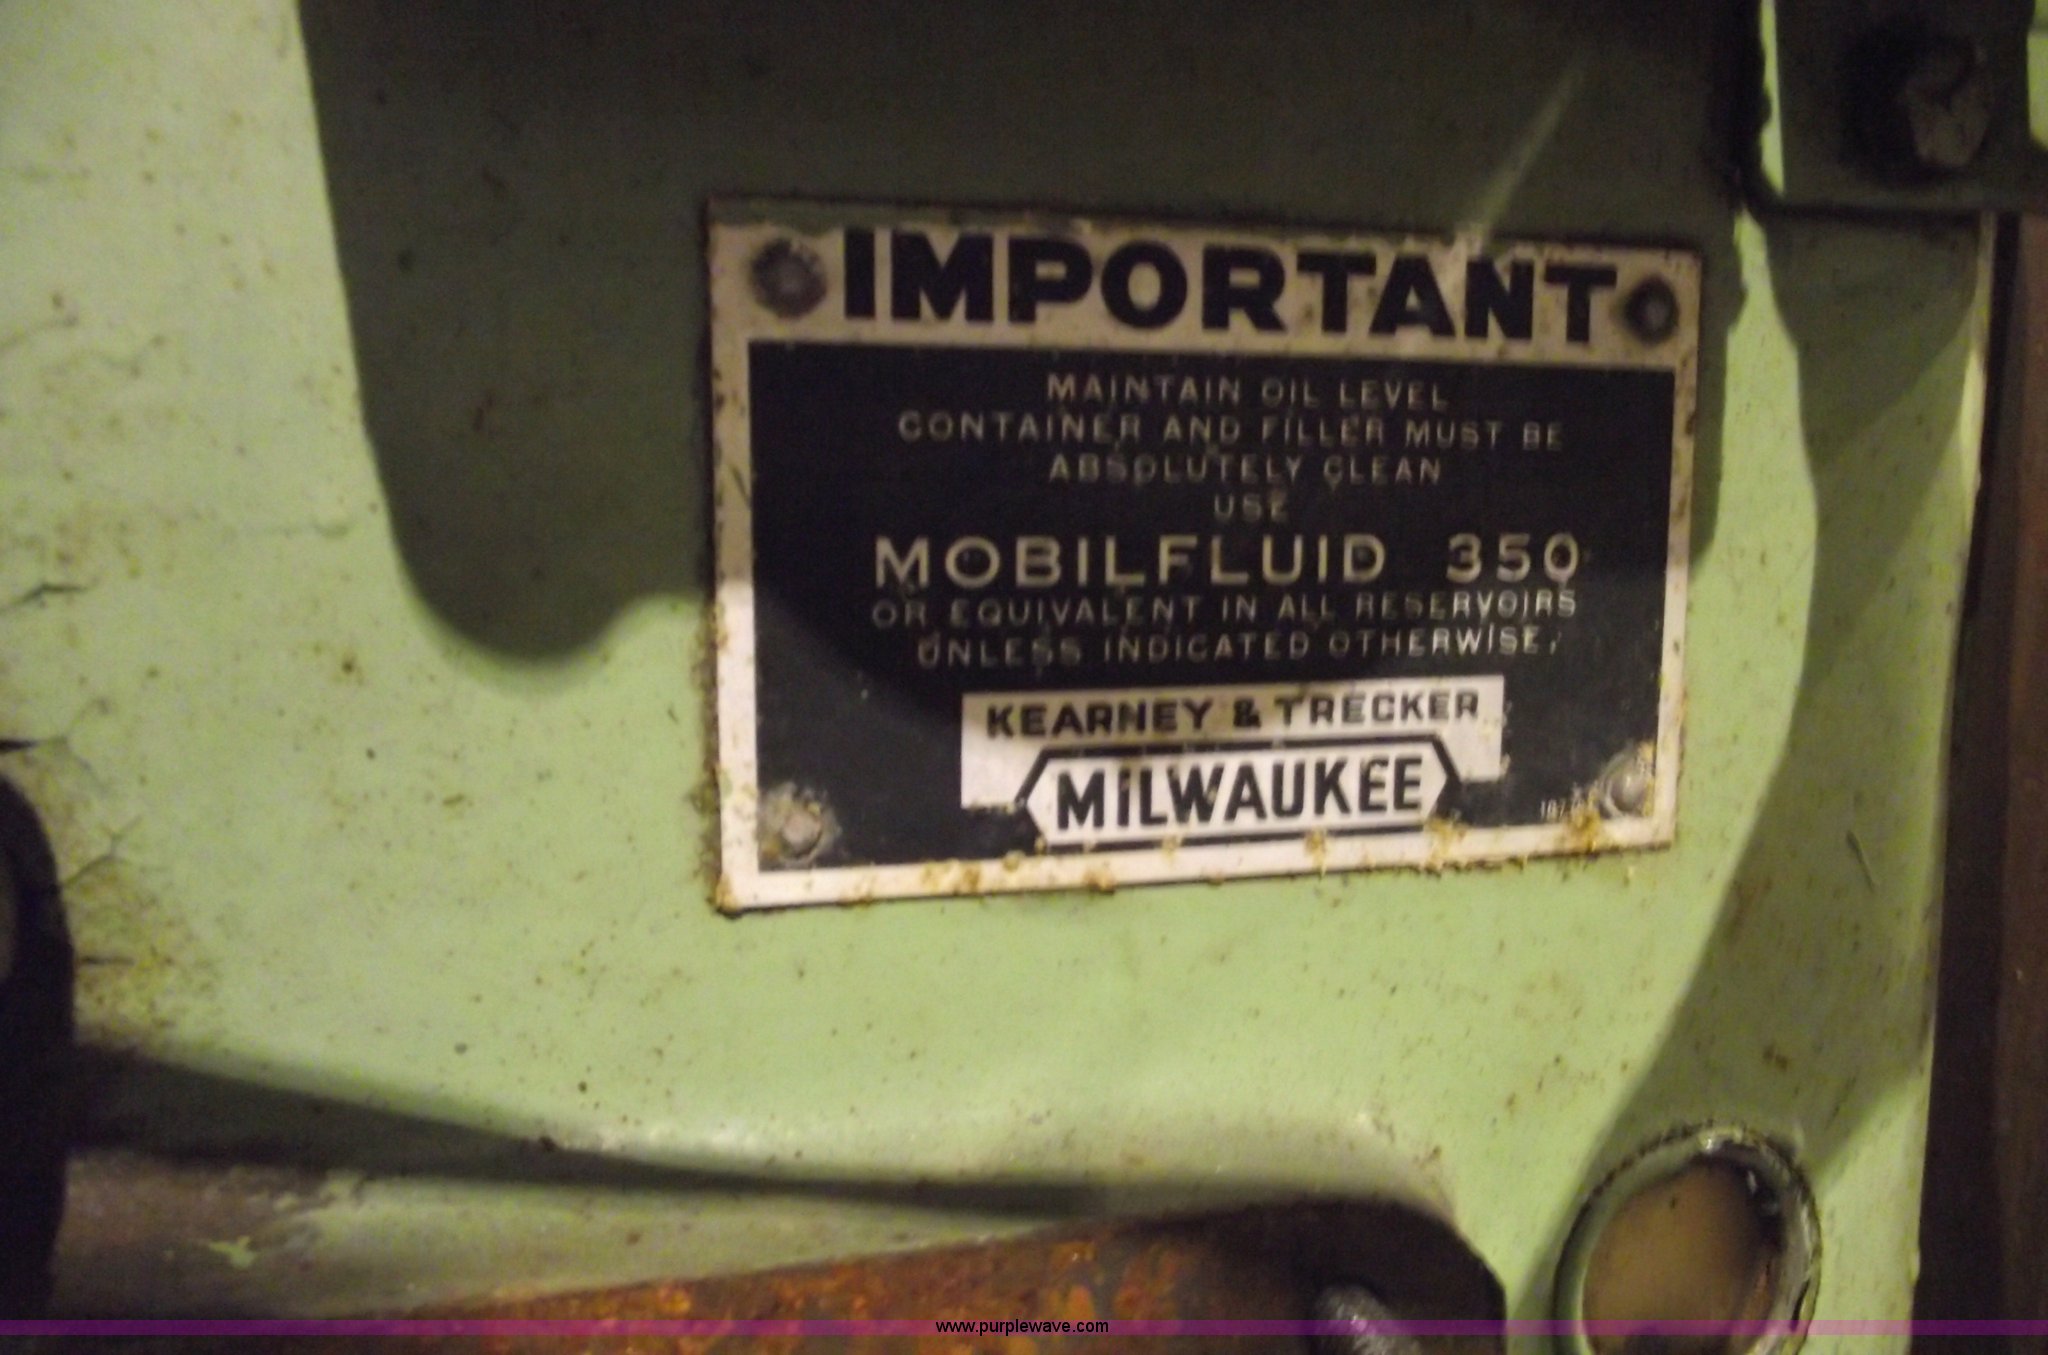 IMPORTANT
MAINTAIN OIL LEVEL
CONTAINER AND FILLER MUST BE
ABSOLUTELY CLEAN
USE
MOBILFLUID 350
OR EQUIVALENT IN ALL RESERVOIRS
UNLESS INDICATED OTHERWISE.
KEARNEY & TRECKER
MILWAUKEE
www.purplewave.com